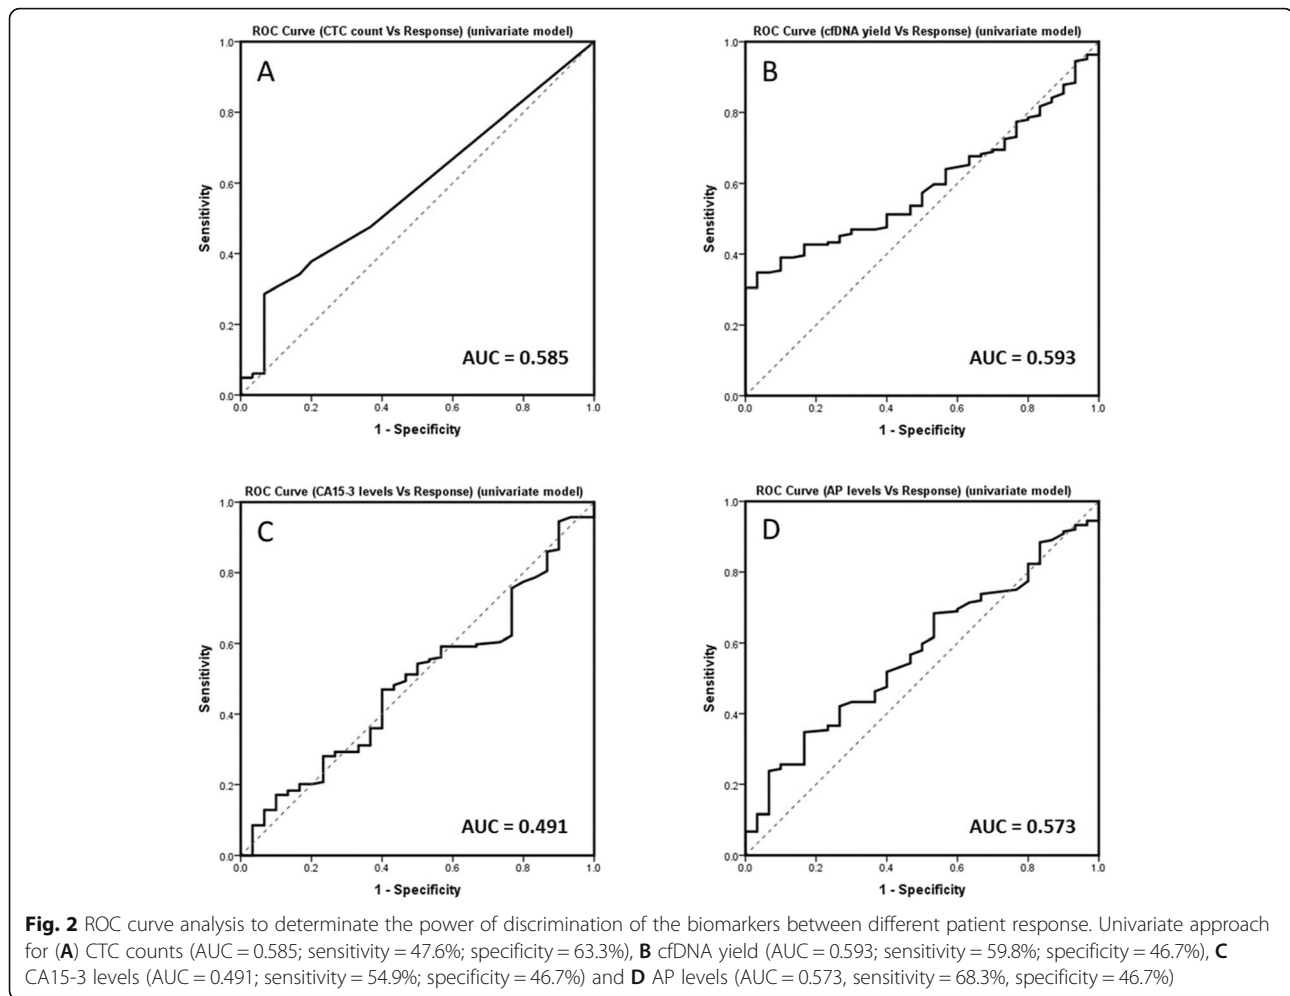 ROC Curve (CTC count Vs Response) (univariate model)
A
1.0
0.8
0.6
0.4
0.2
0.0
Sensitivity
AUC = 0.585
0.0 0.2 0.4 0.6 0.8 1.0
1 - Specificity
ROC Curve (cfDNA yield Vs Response) (univariate model)
B
1.0
0.8
0.6
0.4
0.2
0.0
Sensitivity
AUC = 0.593
0.0 0.2 0.4 0.6 0.8 1.0
1 - Specificity
ROC Curve (CA15-3 levels Vs Response) (univariate model)
C
1.0
0.8
0.6
0.4
0.2
0.0
Sensitivity
AUC = 0.491
0.0 0.2 0.4 0.6 0.8 1.0
1 - Specificity
ROC Curve (AP levels Vs Response) (univariate model)
D
1.0
0.8
0.6
0.4
0.2
0.0
Sensitivity
AUC = 0.573
0.0 0.2 0.4 0.6 0.8 1.0
1 - Specificity
Fig. 2 ROC curve analysis to determinate the power of discrimination of the biomarkers between different patient response. Univariate approach
for (A) CTC counts (AUC = 0.585; sensitivity = 47.6%; specificity = 63.3%), B cfDNA yield (AUC = 0.593; sensitivity = 59.8%; specificity = 46.7%), C
CA15-3 levels (AUC = 0.491; sensitivity = 54.9%; specificity = 46.7%) and D AP levels (AUC = 0.573, sensitivity = 68.3%, specificity = 46.7%)